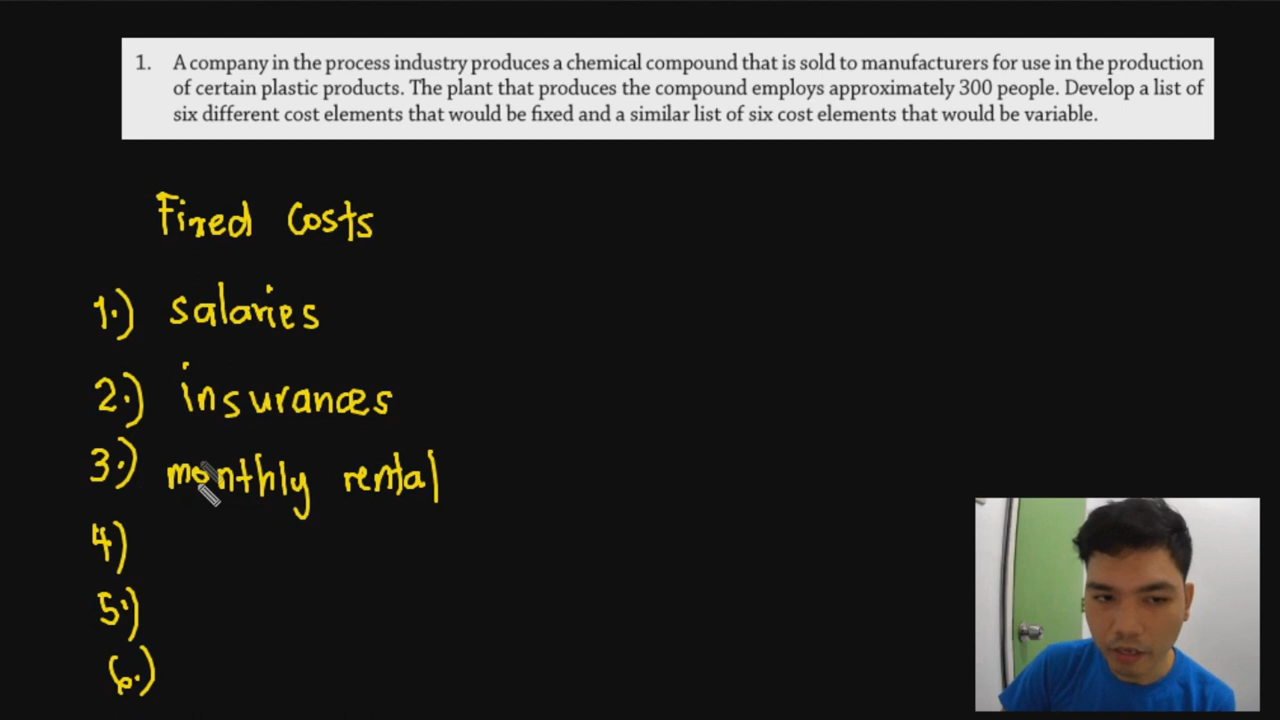 1. A company in the process industry produces a chemical compound that is sold to manufacturers for use in the production
of certain plastic products. The plant that produces the compound employs approximately 300 people. Develop a list of
six different cost elements that would be fixed and a similar list of six cost elements that would be variable.
Fixed Costs
1.) salaries
2.) insurances
3.) monthly rental
4)
5.)
6.)